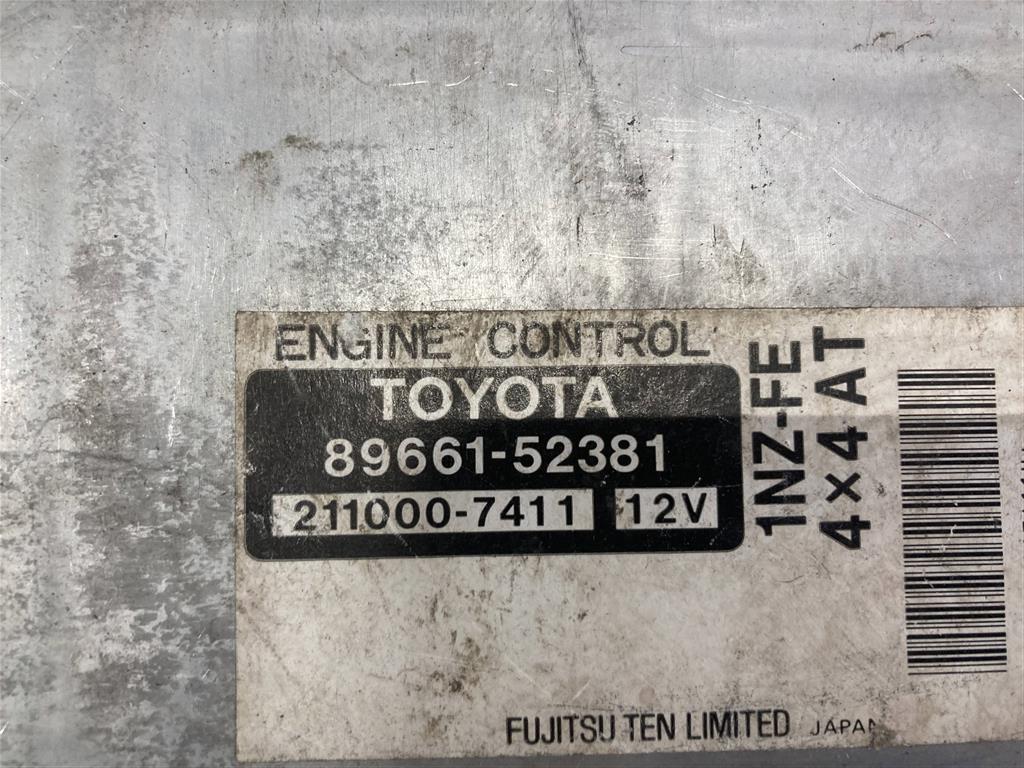 ENGINE CONTROL
TOYOTA
89661-52381
211000-7411 12V
1NZ-FE
4×4 AT
FUJITSU TEN LIMITED JAPAN